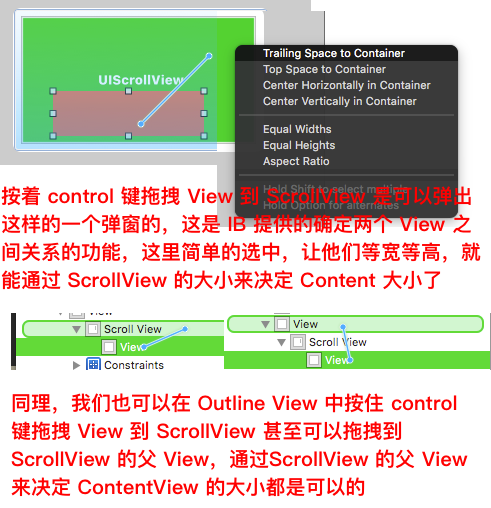 UIScrollView
Trailing Space to Container
Top Space to Container
Center Horizontally in Container
Center Vertically in Container
Equal Widths
Equal Heights
Aspect Ratio
Hold Shift to select multiple
Hold Option for alternates
按着 control 键拖拽 View 到 ScrollView 是可以弹出
这样的一个弹窗的，这是 IB 提供的确定两个 View 之
间关系的功能，这里简单的选中，让他们等宽等高，就
能通过 ScrollView 的大小来决定 Content 大小了
View
Scroll View
View
Constraints
View
Scroll View
View
同理，我们也可以在 Outline View 中按住 control
键拖拽 View 到 ScrollView 甚至可以拖拽到
ScrollView 的父 View，通过ScrollView 的父 View
来决定 ContentView 的大小都是可以的